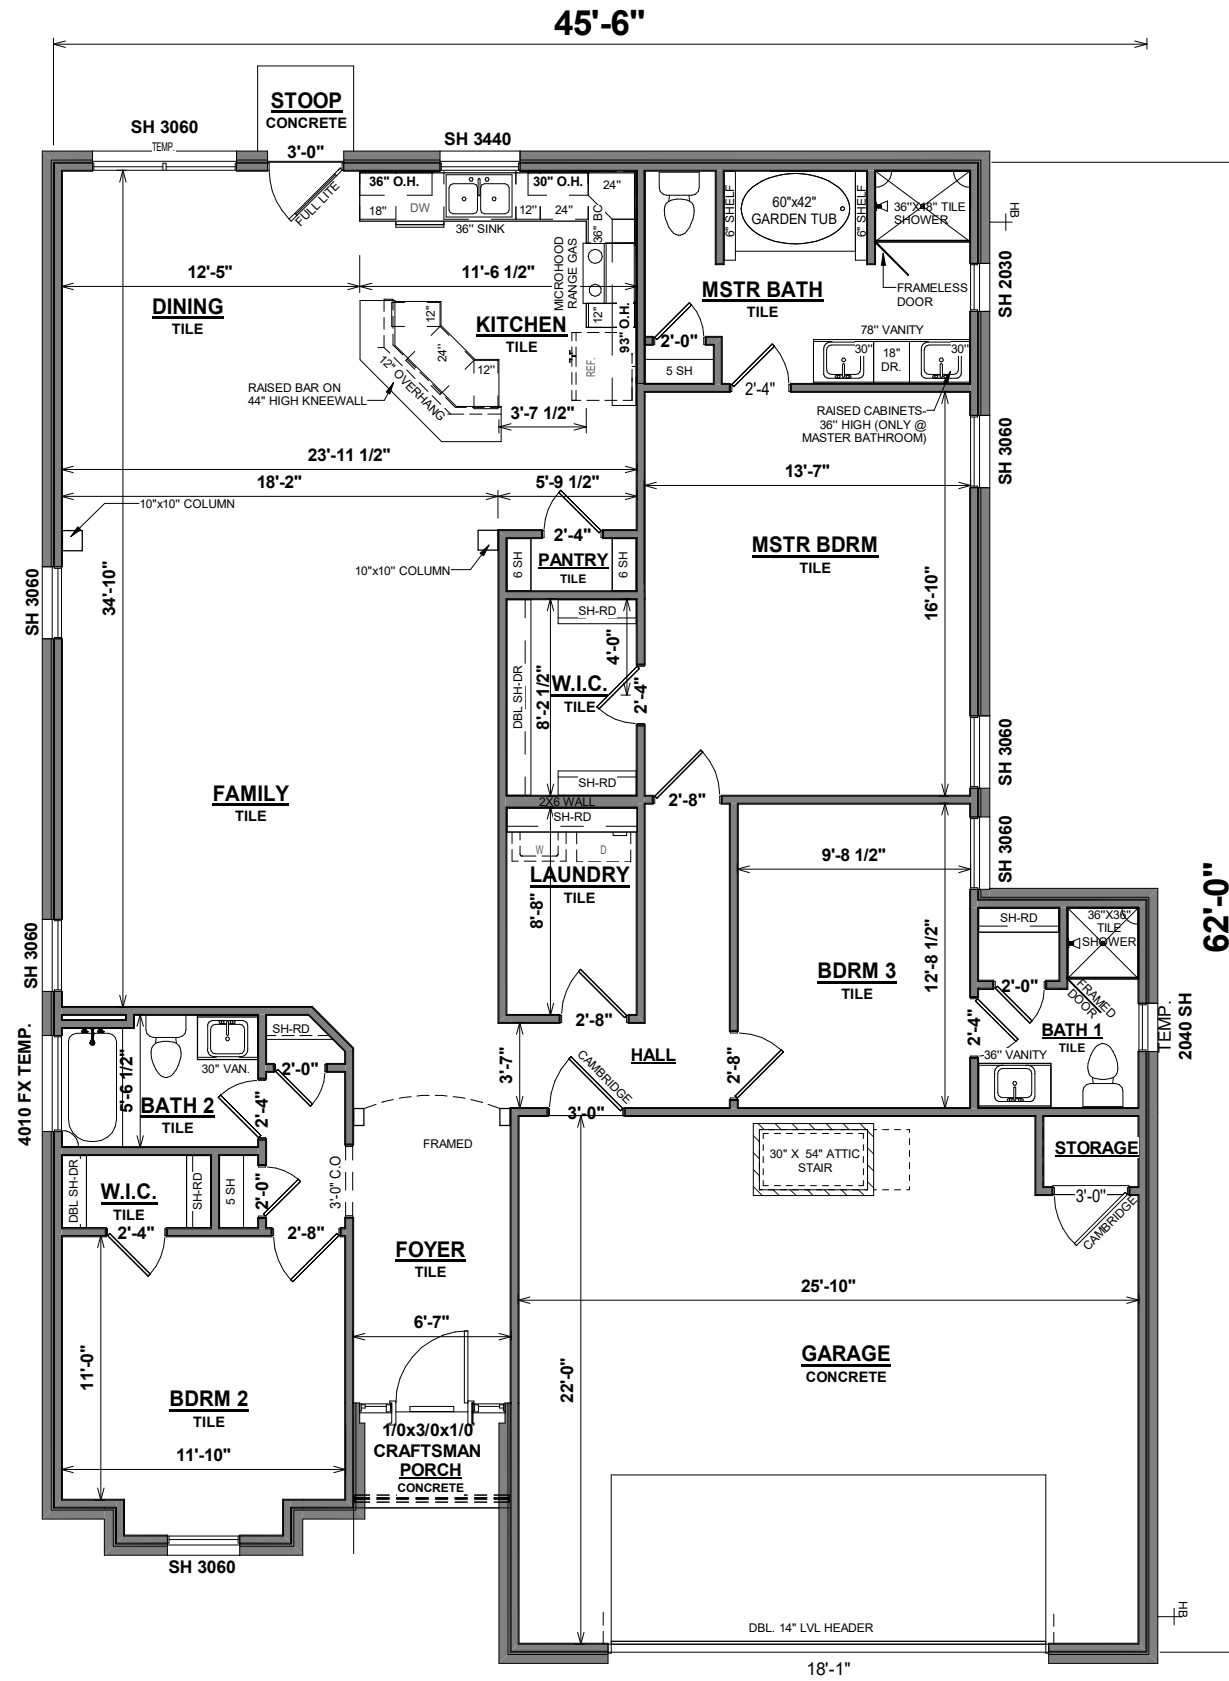 45'-6"
STOOP
CONCRETE
SH 3060
TEMP.
3'-0"
SH 3440
FULL LITE
36" O.H.
18"
DW
36" SINK
12"
30" O.H.
24"
24"
36" BC
60"x42"
GARDEN TUB
6" SHELF
6" SHELF
36"X48" TILE
SHOWER
HB
12'-5"
11'-6 1/2"
MICROHOOD
RANGE GAS
DINING
TILE
KITCHEN
TILE
12"
24"
12"
12" OVERHANG
12"
93" O.H.
REF.
MSTR BATH
TILE
FRAMELESS
DOOR
SH 2030
2'-0"
5 SH
78" VANITY
30"
18"
DR.
30"
2'-4"
RAISED BAR ON
44" HIGH KNEEWALL
3'-7 1/2"
RAISED CABINETS-
36" HIGH (ONLY @
MASTER BATHROOM)
SH 3060
23'-11 1/2"
18'-2"
5'-9 1/2"
13'-7"
10"x10" COLUMN
10"x10" COLUMN
2'-4"
6 SH
PANTRY
TILE
6 SH
MSTR BDRM
TILE
SH 3060
34'-10"
16'-10"
SH-RD
4'-0"
DBL SH-DR
8'-2 1/2"
W.I.C.
TILE
2'-4"
SH-RD
SH 3060
FAMILY
TILE
2X6 WALL
2'-8"
SH-RD
W
D
LAUNDRY
TILE
8'-8"
9'-8 1/2"
SH 3060
62'-0"
SH 3060
BDRM 3
TILE
12'-8 1/2"
SH-RD
36"X36"
TILE
SHOWER
2'-0"
FRAMED
DOOR
2'-4"
BATH 1
TILE
36" VANITY
TEMP.
2040 SH
4010 FX TEMP.
5'-6 1/2"
30" VAN.
SH-RD
2'-0"
BATH 2
TILE
2'-4"
2'-8"
3'-7"
HALL
2'-8"
CAMBRIDGE
3'-0"
FRAMED
30" X 54" ATTIC
STAIR
STORAGE
3'-0"
CAMBRIDGE
DBL SH-DR
W.I.C.
TILE
SH-RD
5 SH
2'-0"
3'-0" C.O
2'-4"
2'-8"
FOYER
TILE
25'-10"
6'-7"
GARAGE
CONCRETE
11'-0"
22'-0"
BDRM 2
TILE
11'-10"
1/0x3/0x1/0
CRAFTSMAN
PORCH
CONCRETE
SH 3060
DBL. 14" LVL HEADER
HB
18'-1"